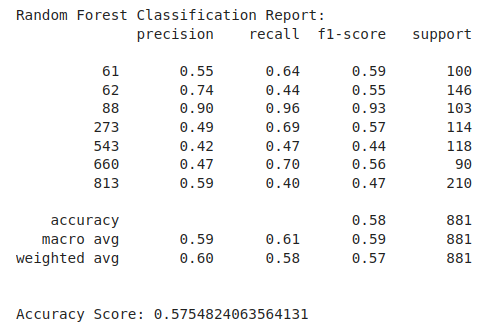 Random Forest Classification Report:
precision recall f1-score support
61 0.55 0.64 0.59 100
62 0.74 0.44 0.55 146
88 0.90 0.96 0.93 103
273 0.49 0.69 0.57 114
543 0.42 0.47 0.44 118
660 0.47 0.70 0.56 90
813 0.59 0.40 0.47 210
accuracy 0.58 881
macro avg 0.59 0.61 0.59 881
weighted avg 0.60 0.58 0.57 881
Accuracy Score: 0.5754824063564131